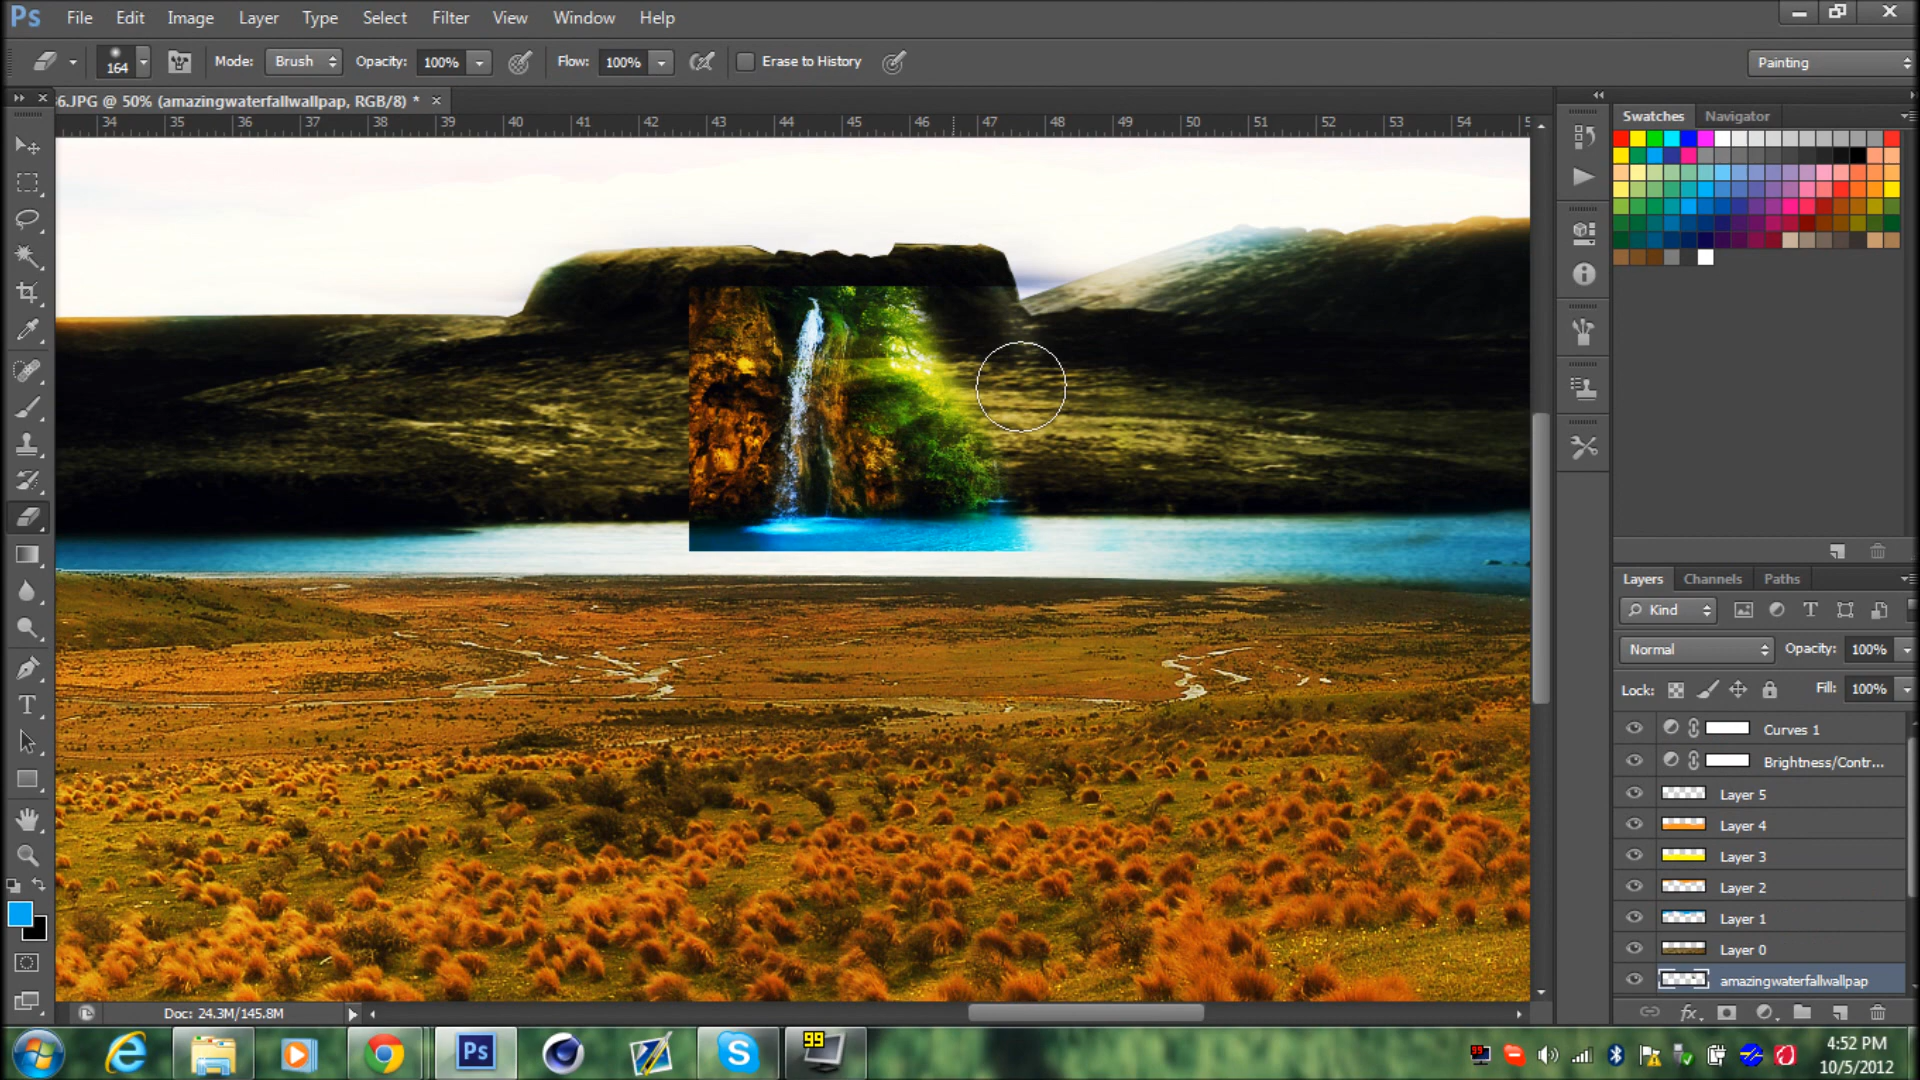 Ps File Edit Image Layer Type Select Filter View Window Help
164 Mode: Brush Opacity: 100% Flow: 100% Erase to History Painting
6.JPG @ 50% (amazingwaterfallwallpap, RGB/8) *
34 35 36 37 38 39 40 41 42 43 44 45 46 47 48 49 50 51 52 53 54
Swatches Navigator
Layers Channels Paths
Kind
Normal Opacity: 100%
Lock: Fill: 100%
Curves 1
Brightness/Contr...
Layer 5
Layer 4
Layer 3
Layer 2
Layer 1
Layer 0
amazingwaterfallwallpap
Doc: 24.3M/145.8M
fx
Ps
99
4:52 PM
10/5/2012